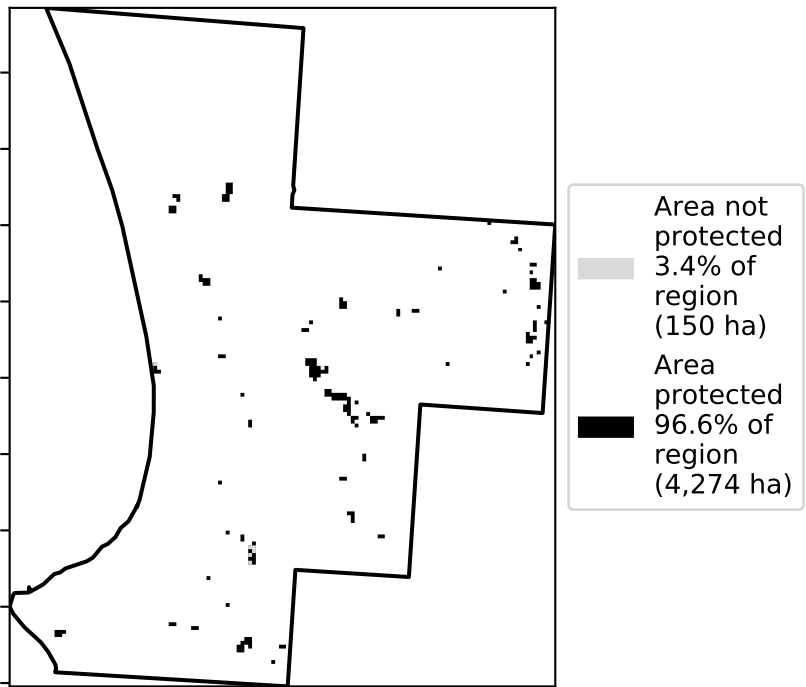 Area not
protected
3.4% of
region
(150 ha)
Area
protected
96.6% of
region
(4,274 ha)